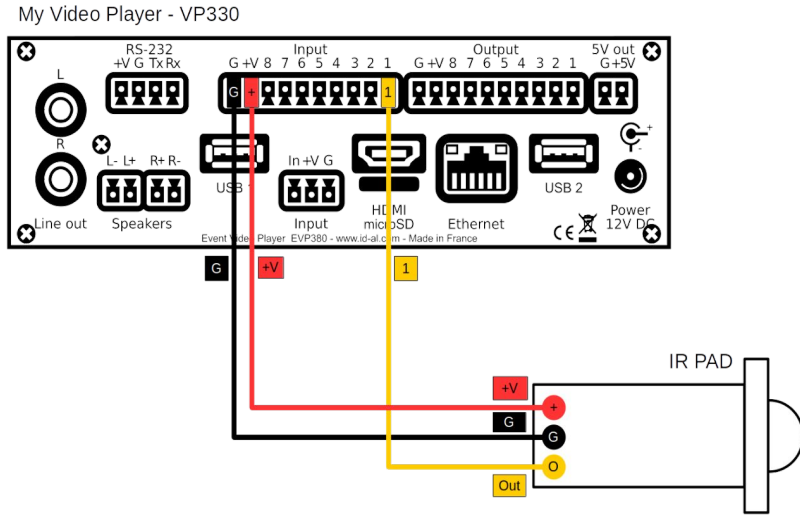 My Video Player - VP330
RS-232
Input
Output
5V out
+V G Tx Rx
G +V 8 7 6 5 4 3 2 1
G +V 8 7 6 5 4 3 2 1
G +5V
L
G + 1
R
+
-
L- L+
R+ R-
In +V G
USB 1
USB 2
HDMI
Line out
Speakers
Input
microSD
Ethernet
Power
12V DC
Event Video Player EVP380 - www.id-al.com - Made in France
CE
G
+V
1
IR PAD
+V
+
G
G
O
Out